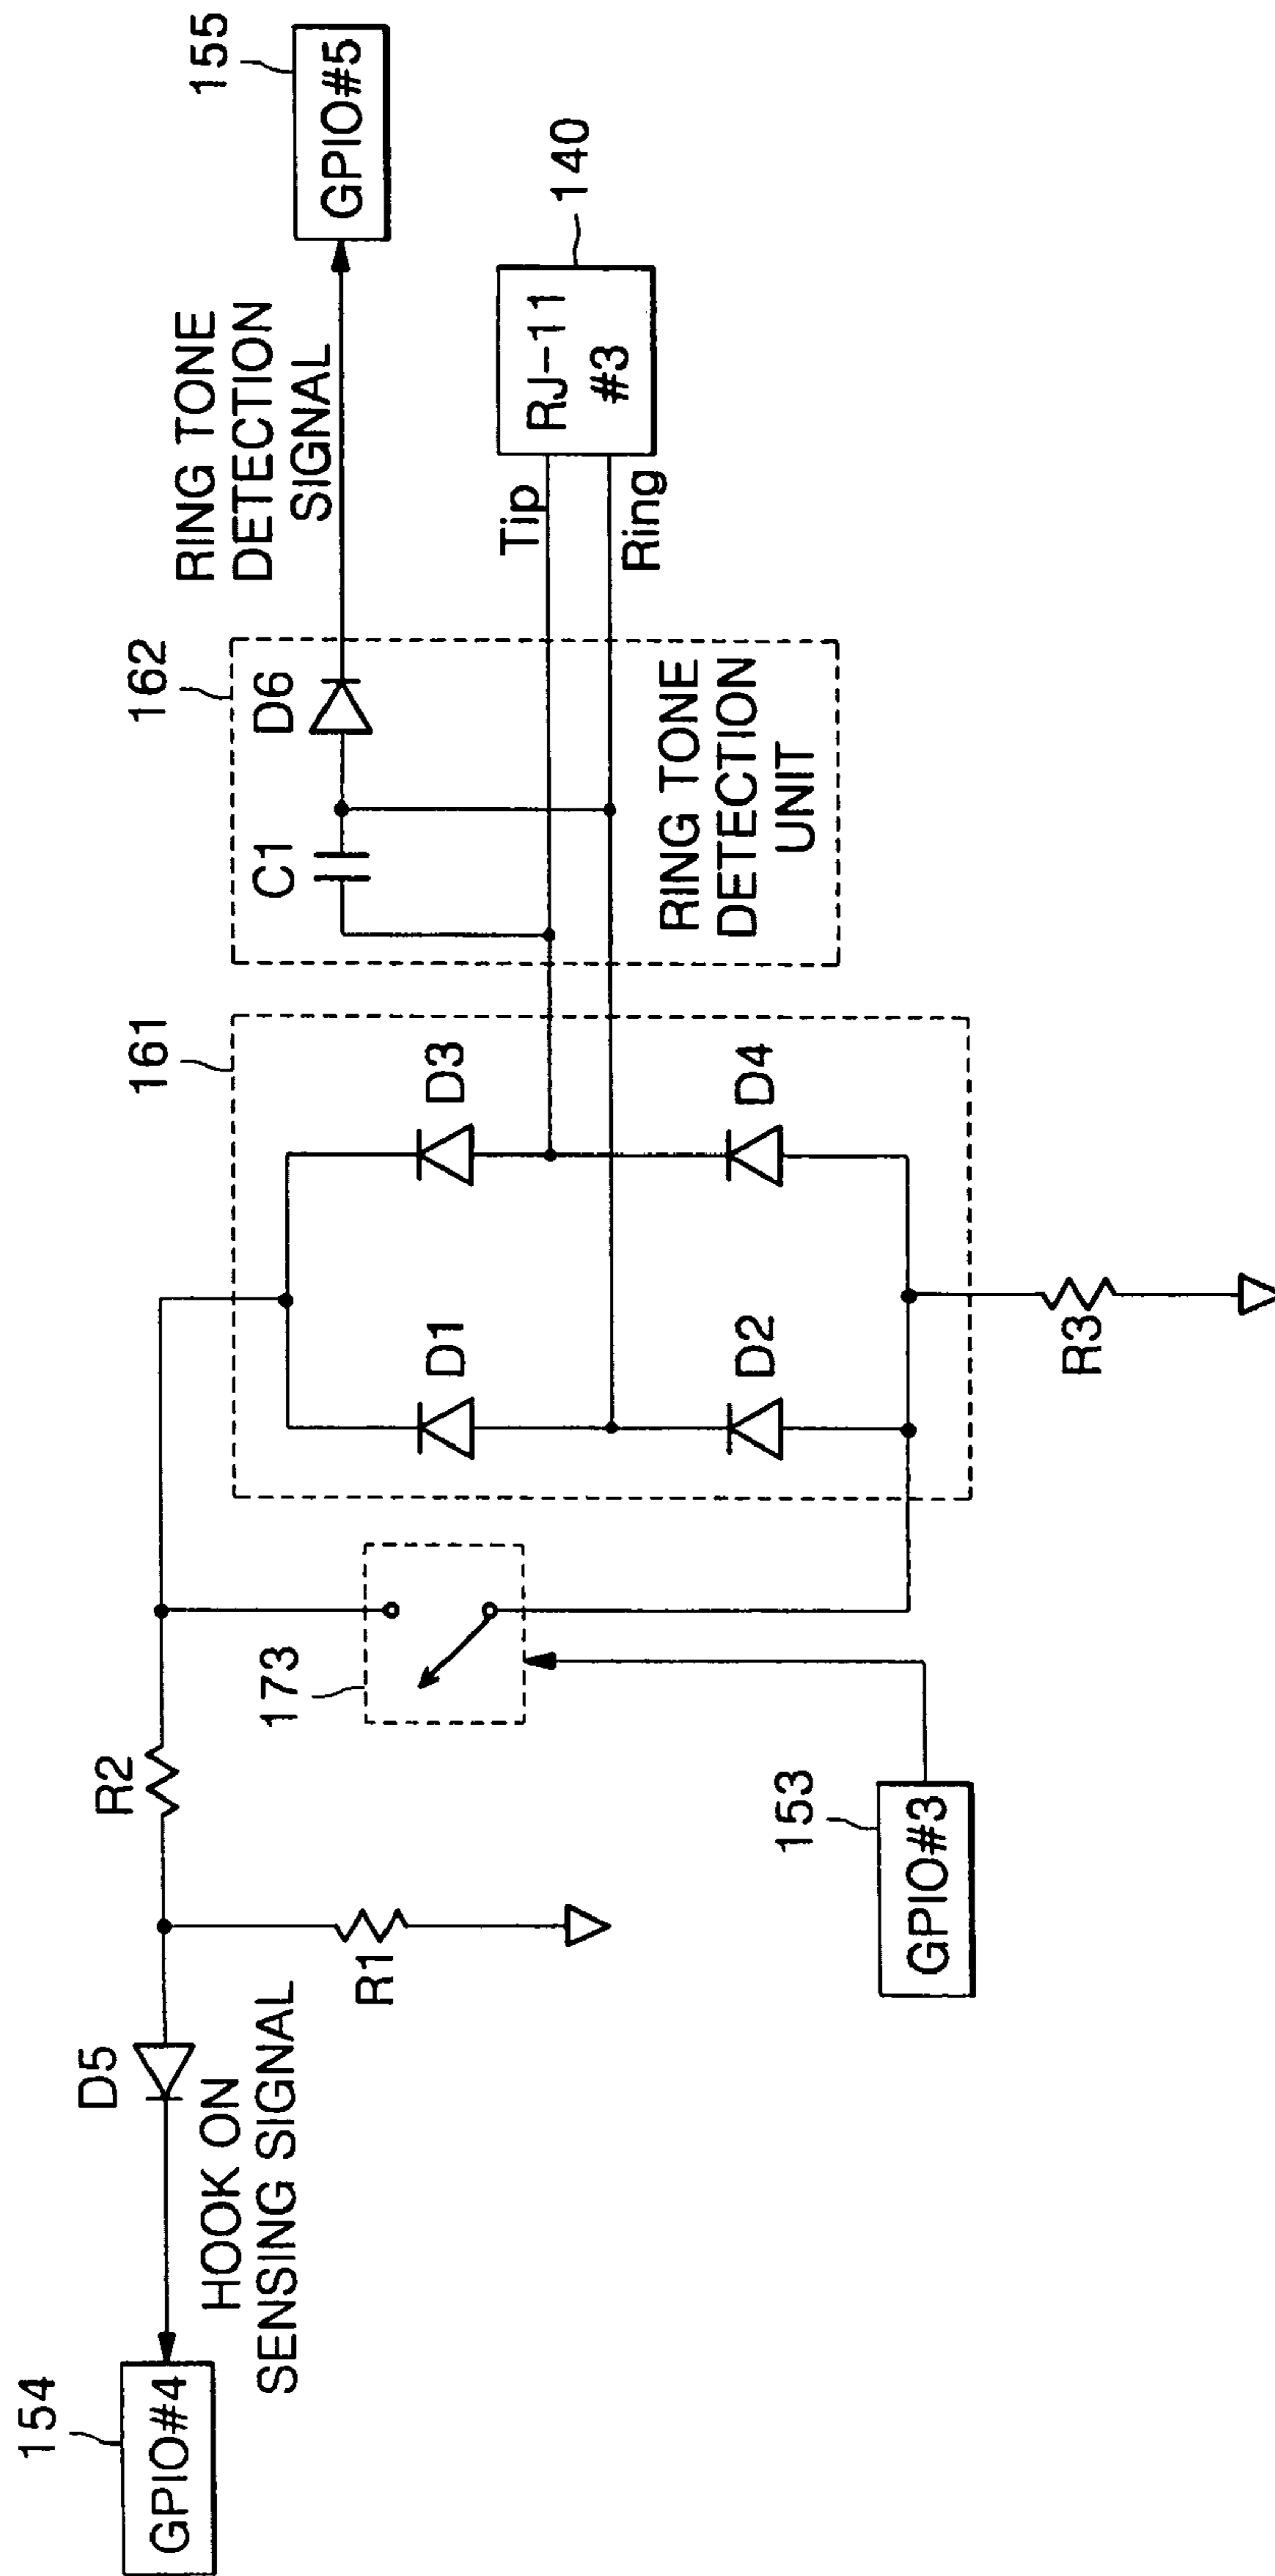 154
GPIO#4
HOOK ON
SENSING SIGNAL
D5
R1
R2
173
153
GPIO#3
161
D1
D3
D2
D4
R3
162
C1
D6
RING TONE
DETECTION
UNIT
RING TONE
DETECTION
SIGNAL
155
GPIO#5
Tip
Ring
RJ-11
#3
140